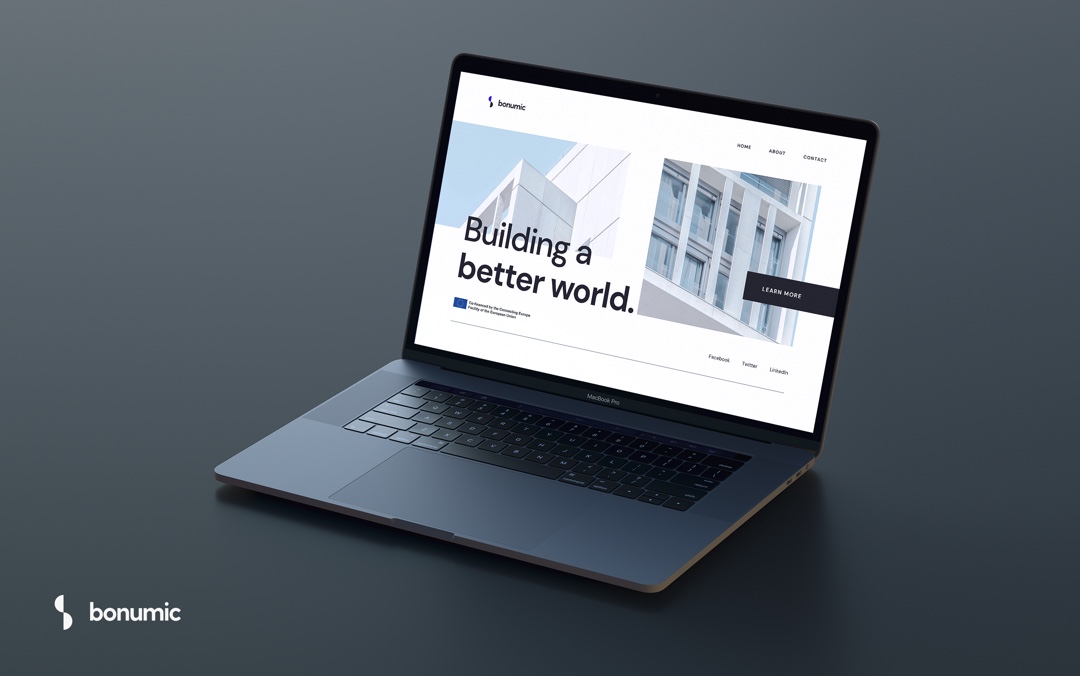 bonumic
HOME ABOUT CONTACT
Building a
better world.
LEARN MORE
Co-financed by the Connecting Europe
Facility of the European Union
Facebook Twitter LinkedIn
MacBook Pro
bonumic